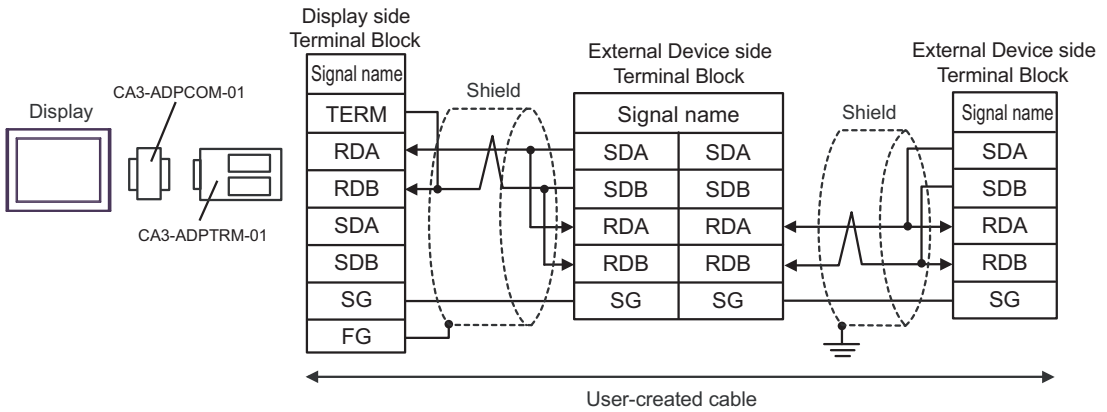 Display
CA3-ADPCOM-01
CA3-ADPTRM-01
Display side
Terminal Block
Signal name
TERM
RDA
RDB
SDA
SDB
SG
FG
Shield
External Device side
Terminal Block
Signal name
SDA SDA
SDB SDB
RDA RDA
RDB RDB
SG SG
Shield
External Device side
Terminal Block
Signal name
SDA
SDB
RDA
RDB
SG
User-created cable